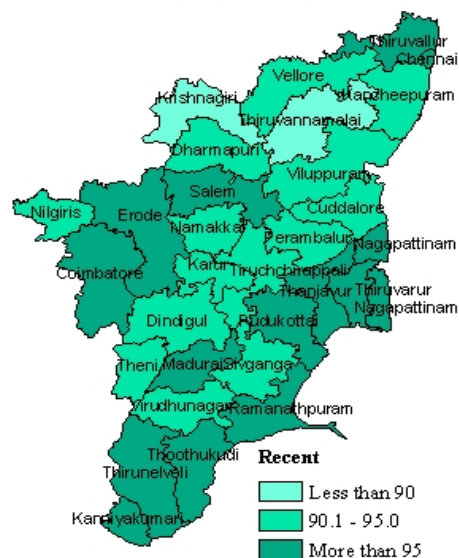 Thiruvallur
Chennai
Vellore
Kancheepuram
Krishnagiri
Thiruvannamalai
Dharmapuri
Viluppuram
Salem
Cuddalore
Nilgiris
Erode
Namakkal
Perambalur
Nagapattinam
Coimbatore
Karur
Tiruchchirappali
Thanjavur
Thiruvarur
Nagapattinam
Dindigul
Pudukottai
Theni
Madurai
Sivganga
Virudhunagar
Ramanathpuram
Thoothukudi
Thirunelveli
Kanniyakumari
Recent
Less than 90
90.1 - 95.0
More than 95